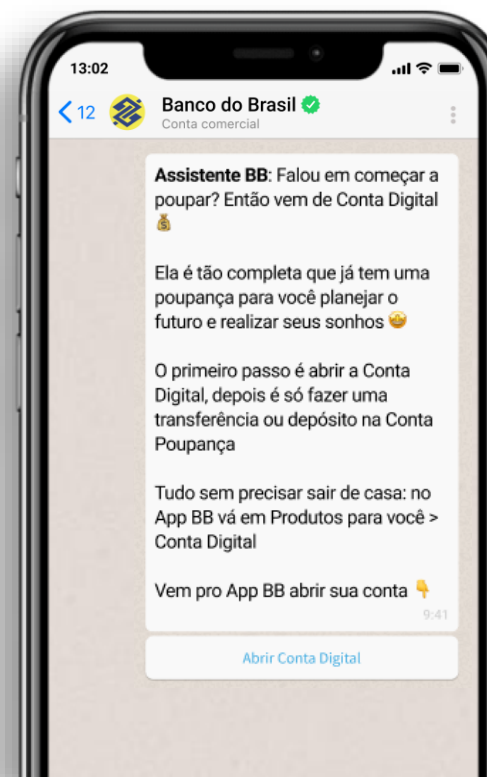 13:02
12
Banco do Brasil
Conta comercial
Assistente BB: Falou em começar a
poupar? Então vem de Conta Digital
💰
Ela é tão completa que já tem uma
poupança para você planejar o
futuro e realizar seus sonhos 🤩
O primeiro passo é abrir a Conta
Digital, depois é só fazer uma
transferência ou depósito na Conta
Poupança
Tudo sem precisar sair de casa: no
App BB vá em Produtos para você >
Conta Digital
Vem pro App BB abrir sua conta 👇
9:41
Abrir Conta Digital